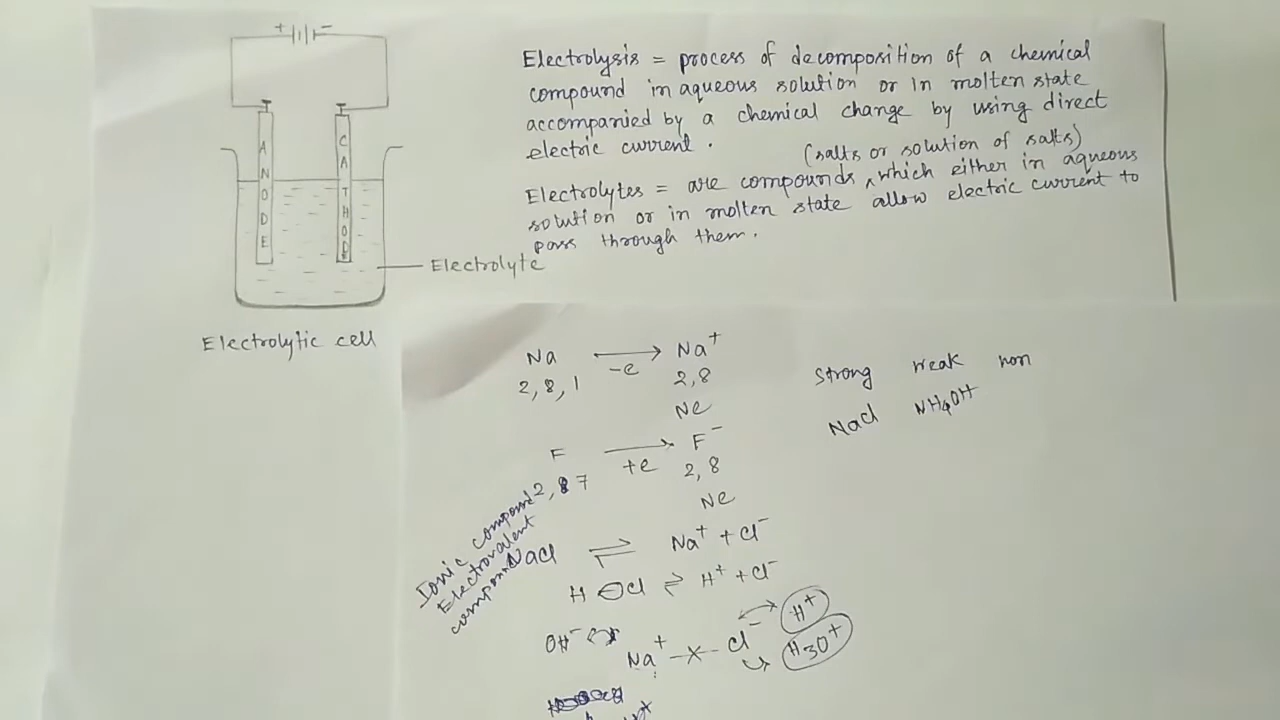 + -
ANODE
CATHODE
Electrolyte
Electrolytic cell
Electrolysis = process of decomposition of a chemical
compound in aqueous solution or in molten state
accompanied by a chemical change by using direct
electric current.
(salts or solution of salts)
Electrolytes = are compounds ^ which either in aqueous
solution or in molten state allow electric current to
pass through them.
Na -e Na+
2, 8, 1 2, 8
Ne
F +e F-
2, 7 2, 8
Ne
Ionic compound
Electrovalent
compound
NaCl ⇌ Na+ + Cl-
H Cl ⇌ H+ + Cl-
OH- Na+ -x- Cl- H+
H3O+
Strong weak non
NaCl NH4OH